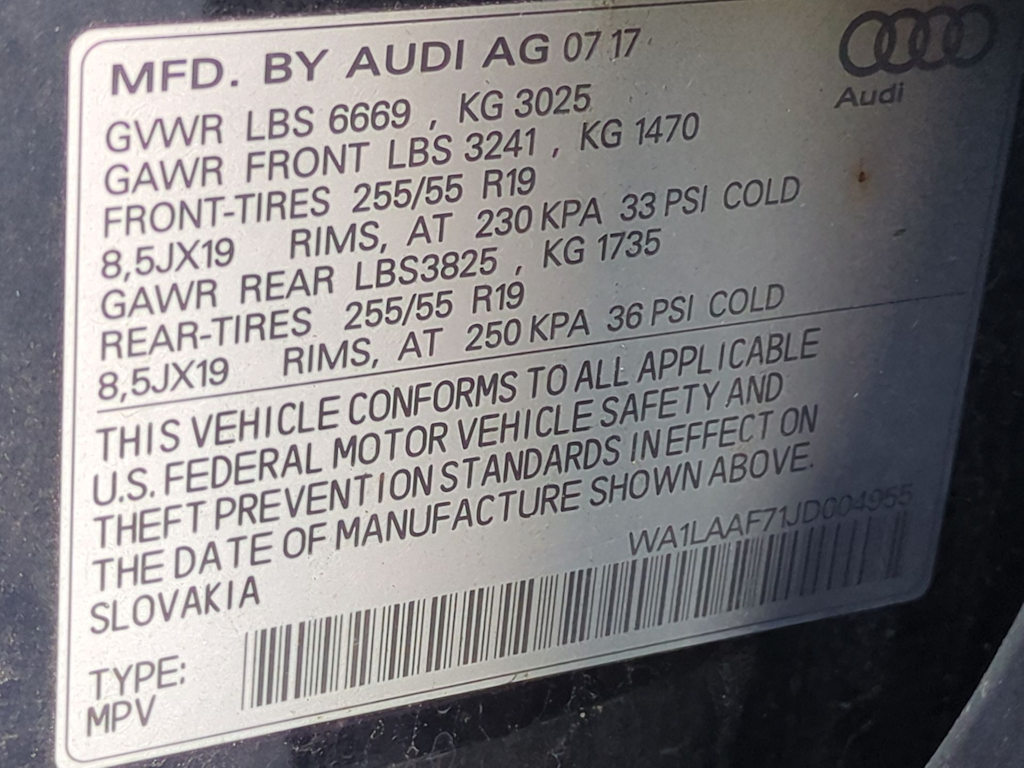 MFD. BY AUDI AG 07 17
Audi
GVWR LBS 6669 , KG 3025
GAWR FRONT LBS 3241 , KG 1470
FRONT-TIRES 255/55 R19
8,5JX19 RIMS, AT 230 KPA 33 PSI COLD
GAWR REAR LBS3825 , KG 1735
REAR-TIRES 255/55 R19
8,5JX19 RIMS, AT 250 KPA 36 PSI COLD
THIS VEHICLE CONFORMS TO ALL APPLICABLE
U.S. FEDERAL MOTOR VEHICLE SAFETY AND
THEFT PREVENTION STANDARDS IN EFFECT ON
THE DATE OF MANUFACTURE SHOWN ABOVE.
SLOVAKIA
WA1LAAF71JD004955
TYPE:
MPV